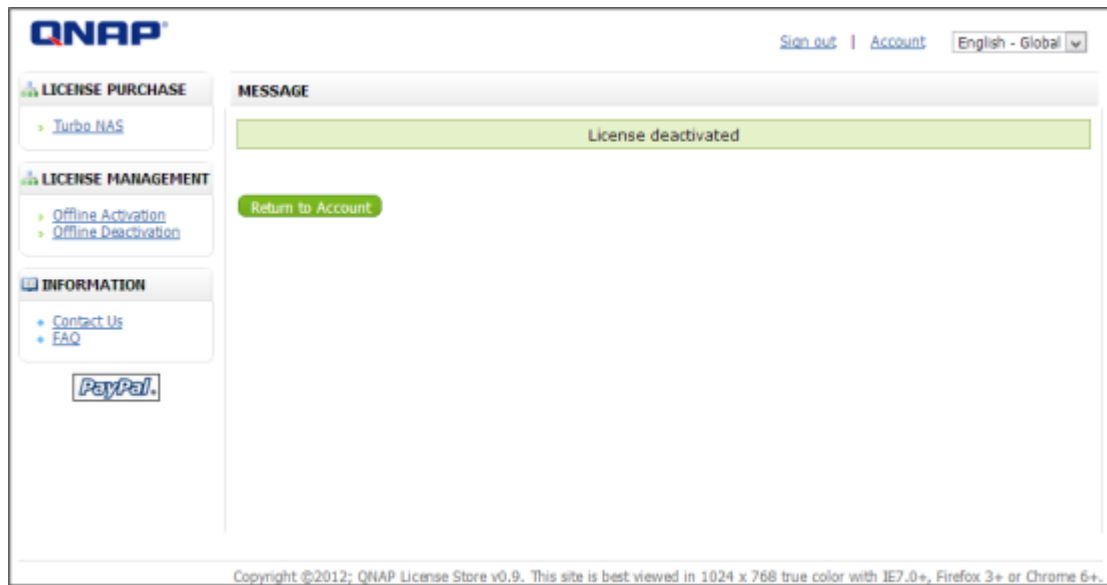 QNAP
Sign out | Account English - Global
LICENSE PURCHASE
Turbo NAS
LICENSE MANAGEMENT
Offline Activation
Offline Deactivation
INFORMATION
Contact Us
FAQ
PayPal.
MESSAGE
License deactivated
Return to Account
Copyright ©2012; QNAP License Store v0.9. This site is best viewed in 1024 x 768 true color with IE7.0+, Firefox 3+ or Chrome 6+.